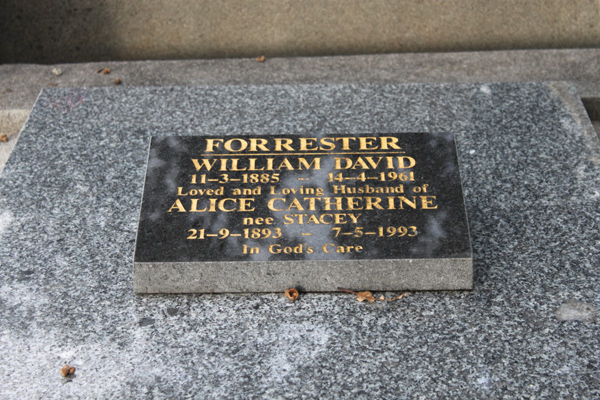 FORRESTER
WILLIAM DAVID
11–3–1885 – 14–4–1961
Loved and Loving Husband of
ALICE CATHERINE
nee STACEY
21–9–1893 – 7–5–1993
In God's Care